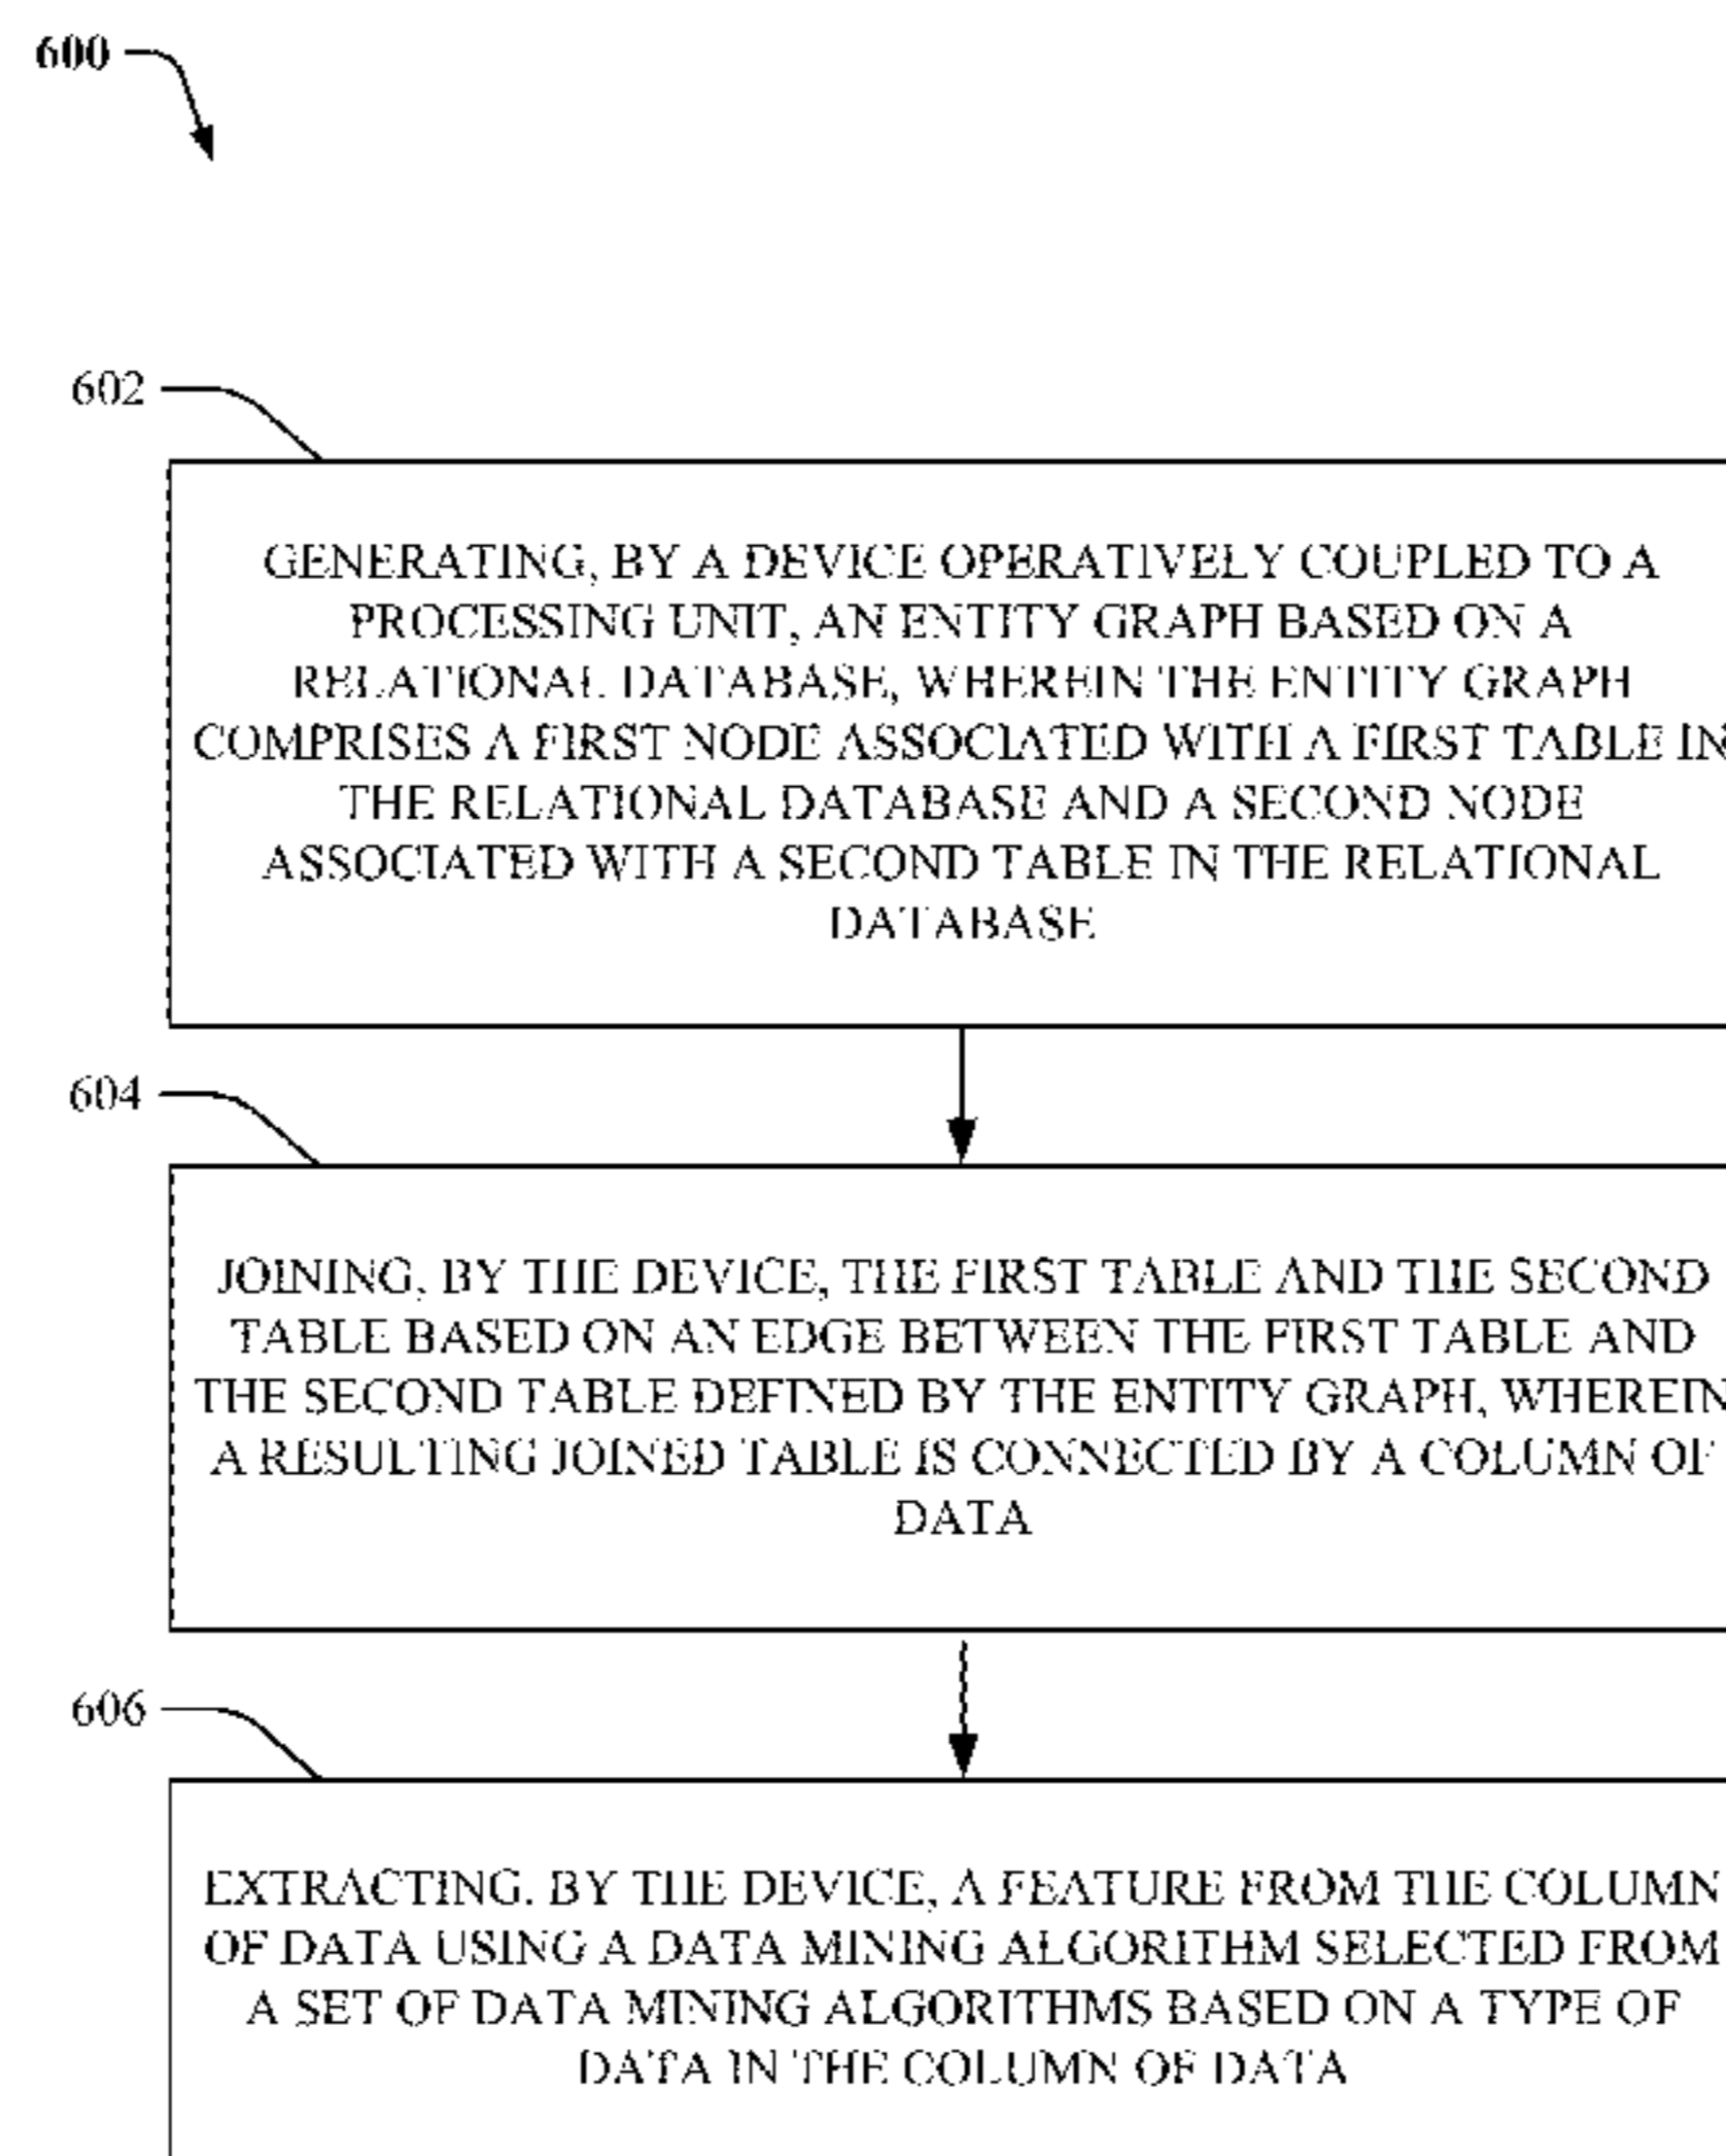 600
602
GENERATING, BY A DEVICE OPERATIVELY COUPLED TO A
PROCESSING UNIT, AN ENTITY GRAPH BASED ON A
RELATIONAL DATABASE, WHEREIN THE ENTITY GRAPH
COMPRISES A FIRST NODE ASSOCIATED WITH A FIRST TABLE IN
THE RELATIONAL DATABASE AND A SECOND NODE
ASSOCIATED WITH A SECOND TABLE IN THE RELATIONAL
DATABASE
604
JOINING, BY THE DEVICE, THE FIRST TABLE AND THE SECOND
TABLE BASED ON AN EDGE BETWEEN THE FIRST TABLE AND
THE SECOND TABLE DEFINED BY THE ENTITY GRAPH, WHEREIN
A RESULTING JOINED TABLE IS CONNECTED BY A COLUMN OF
DATA
606
EXTRACTING, BY THE DEVICE, A FEATURE FROM THE COLUMN
OF DATA USING A DATA MINING ALGORITHM SELECTED FROM
A SET OF DATA MINING ALGORITHMS BASED ON A TYPE OF
DATA IN THE COLUMN OF DATA